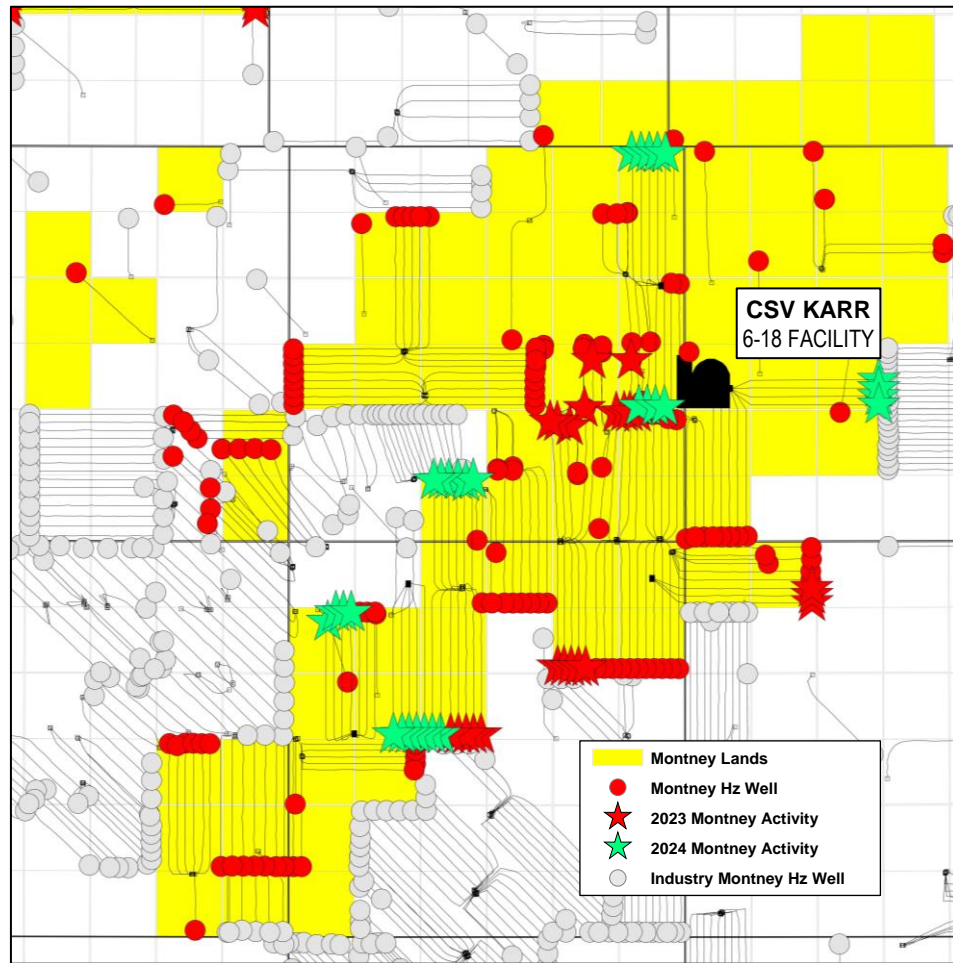 CSV KARR
6-18 FACILITY
Montney Lands
Montney Hz Well
2023 Montney Activity
2024 Montney Activity
Industry Montney Hz Well